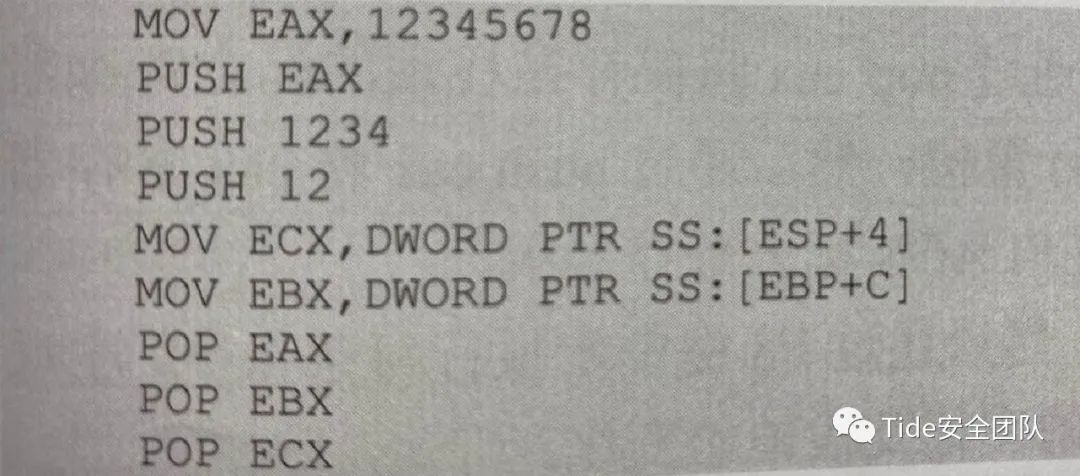 MOV EAX,12345678
PUSH EAX
PUSH 1234
PUSH 12
MOV ECX,DWORD PTR SS:[ESP+4]
MOV EBX,DWORD PTR SS:[EBP+C]
POP EAX
POP EBX
POP ECX
Tide安全团队